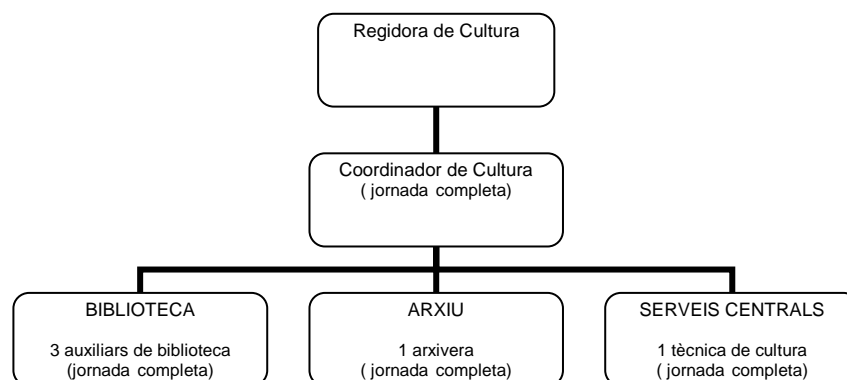 Regidora de Cultura
Coordinador de Cultura
( jornada completa)
BIBLIOTECA
3 auxiliars de biblioteca
(jornada completa)
ARXIU
1 arxivera
( jornada completa)
SERVEIS CENTRALS
1 tècnica de cultura
( jornada completa)